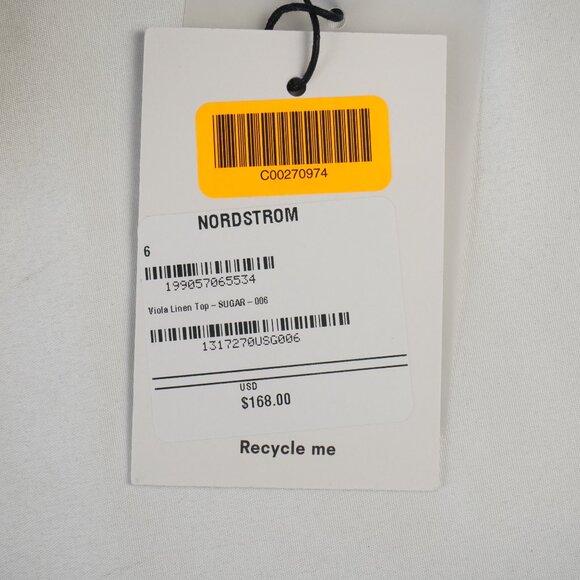 C00270974
NORDSTROM
6
199057065534
Viola Linen Top – SUGAR – 006
1317270USG006
USD
$168.00
Recycle me